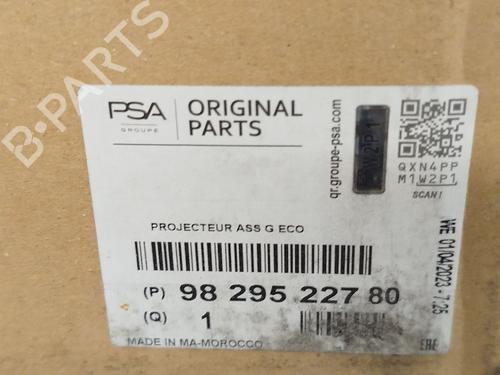 B-PARTS
PSA
GROUPE
ORIGINAL
PARTS
qr.groupe-psa.com
W2P1
QXN4PP
M1W2P1
SCAN !
PROJECTEUR ASS G ECO
(P) 98 295 227 80
(Q) 1
MADE IN MA-MOROCCO
WE 01/04/2023 - 7:25